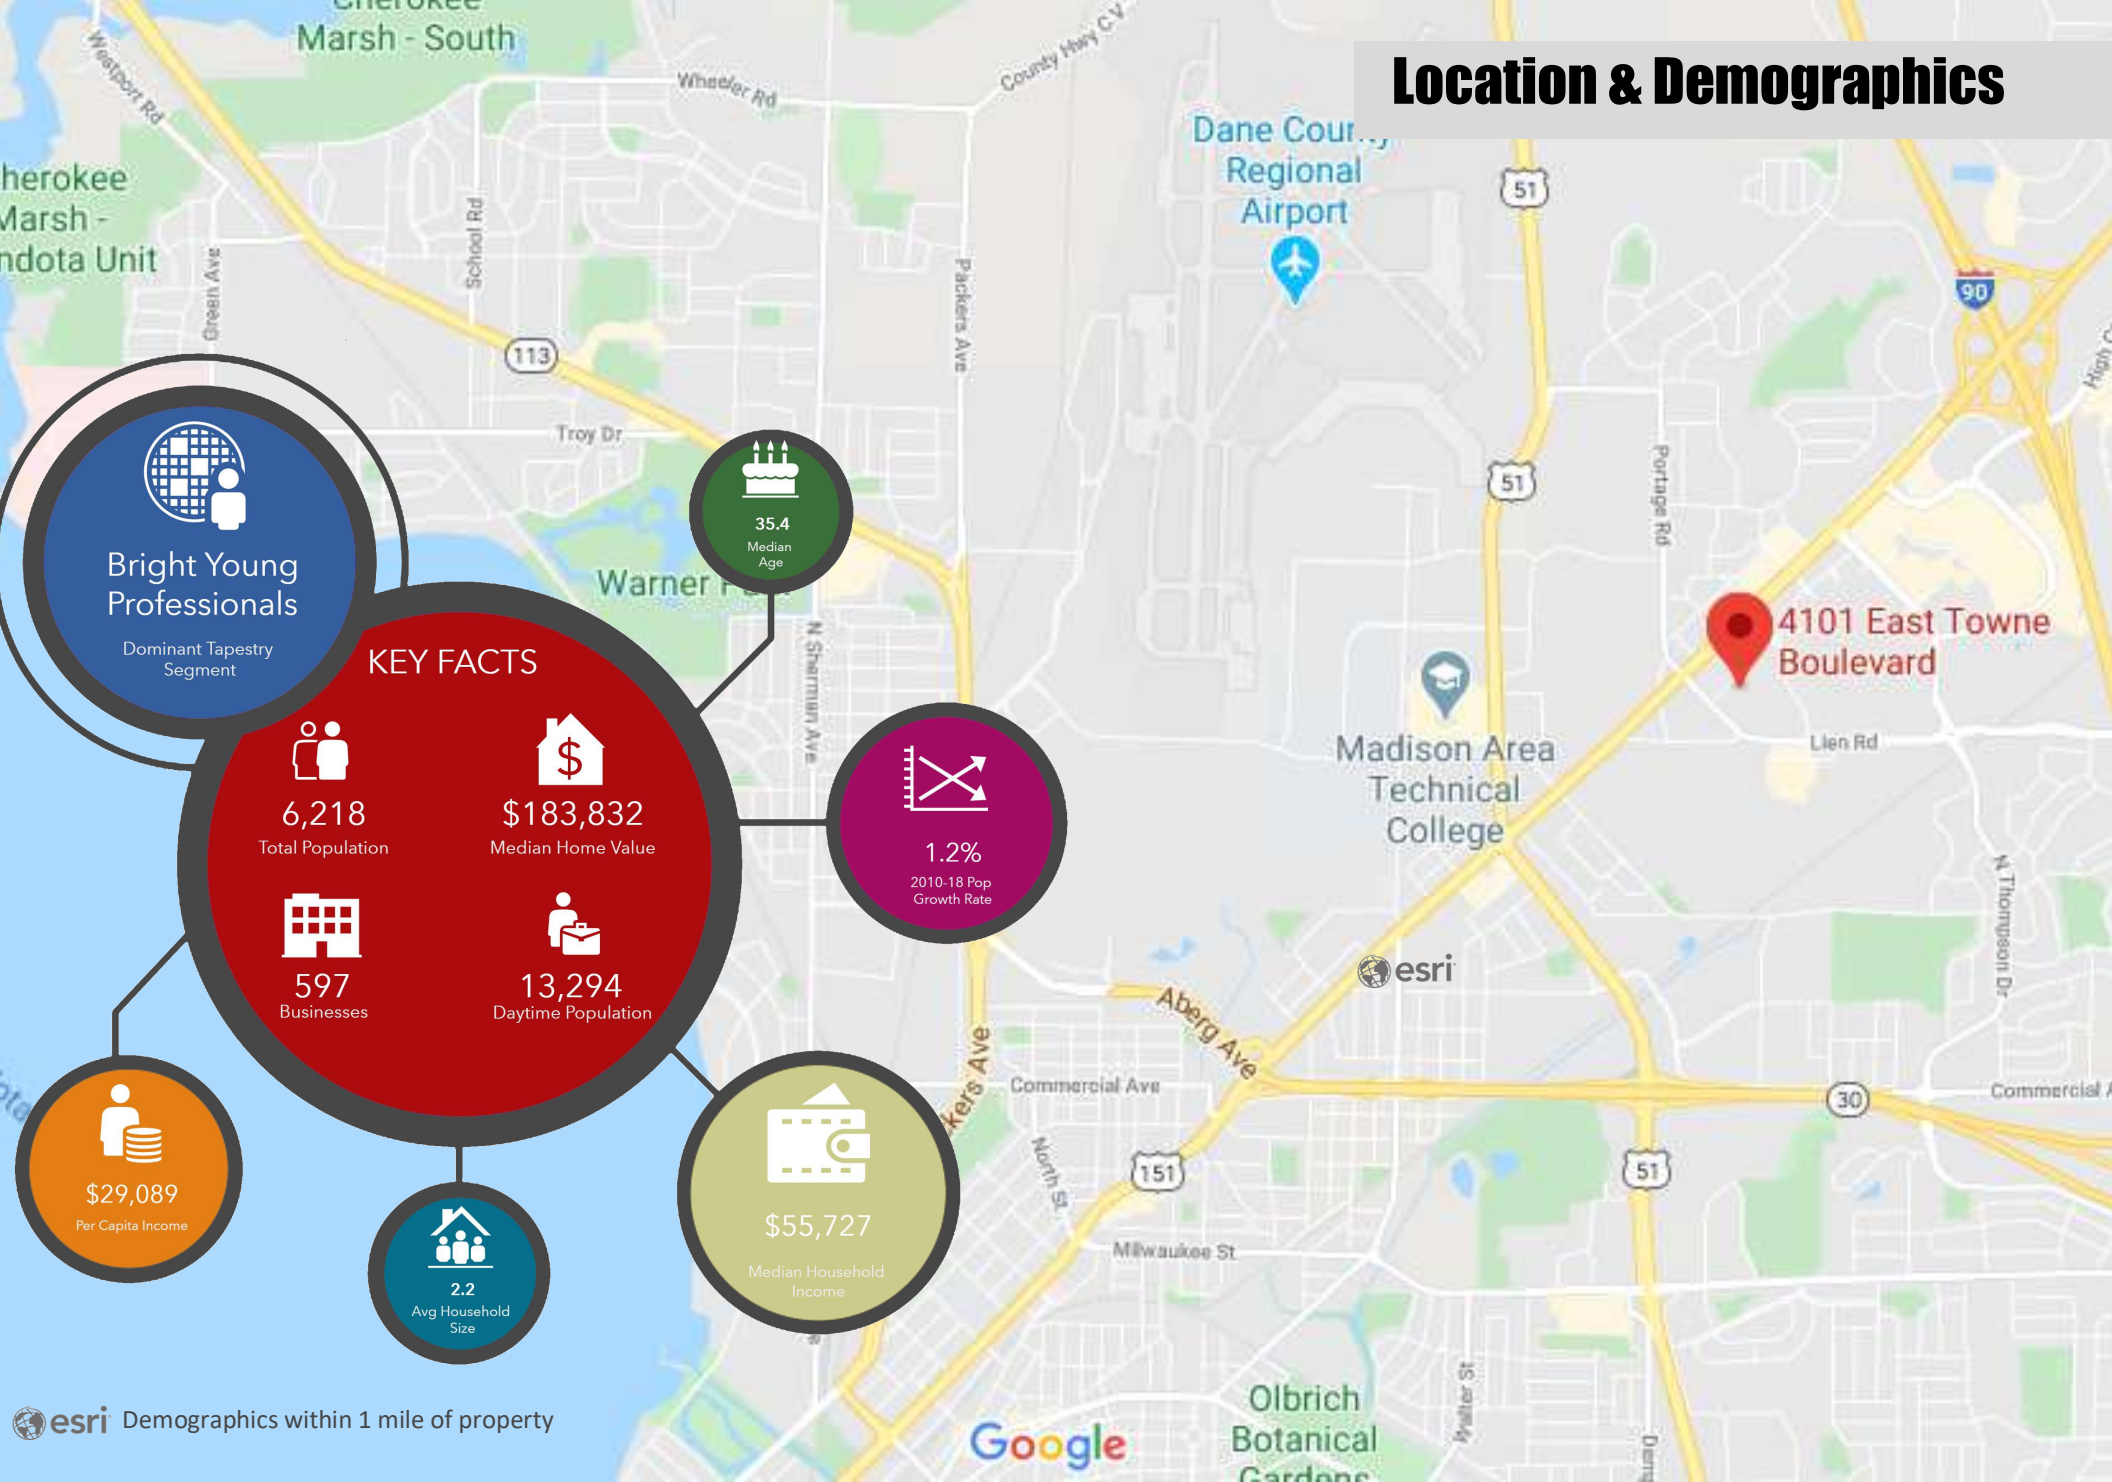 Location & Demographics
Marsh - South
Westport Rd
Wheeler Rd
County Hwy CV
Dane County
Regional
Airport
herokee
Marsh -
ndota Unit
Green Ave
School Rd
Packers Ave
51
90
113
Troy Dr
51
Portage Rd
Warner
N Sherman Ave
4101 East Towne
Boulevard
Madison Area
Technical
College
Lien Rd
N Thompson Dr
Bright Young
Professionals
Dominant Tapestry
Segment
KEY FACTS
6,218
Total Population
$183,832
Median Home Value
597
Businesses
13,294
Daytime Population
35.4
Median
Age
1.2%
2010-18 Pop
Growth Rate
$29,089
Per Capita Income
2.2
Avg Household
Size
$55,727
Median Household
Income
esri
Aberg Ave
kers Ave
Commercial Ave
30
Commercial
North St
151
51
Milwaukee St
Olbrich
Botanical
Gardens
Google
esri Demographics within 1 mile of property